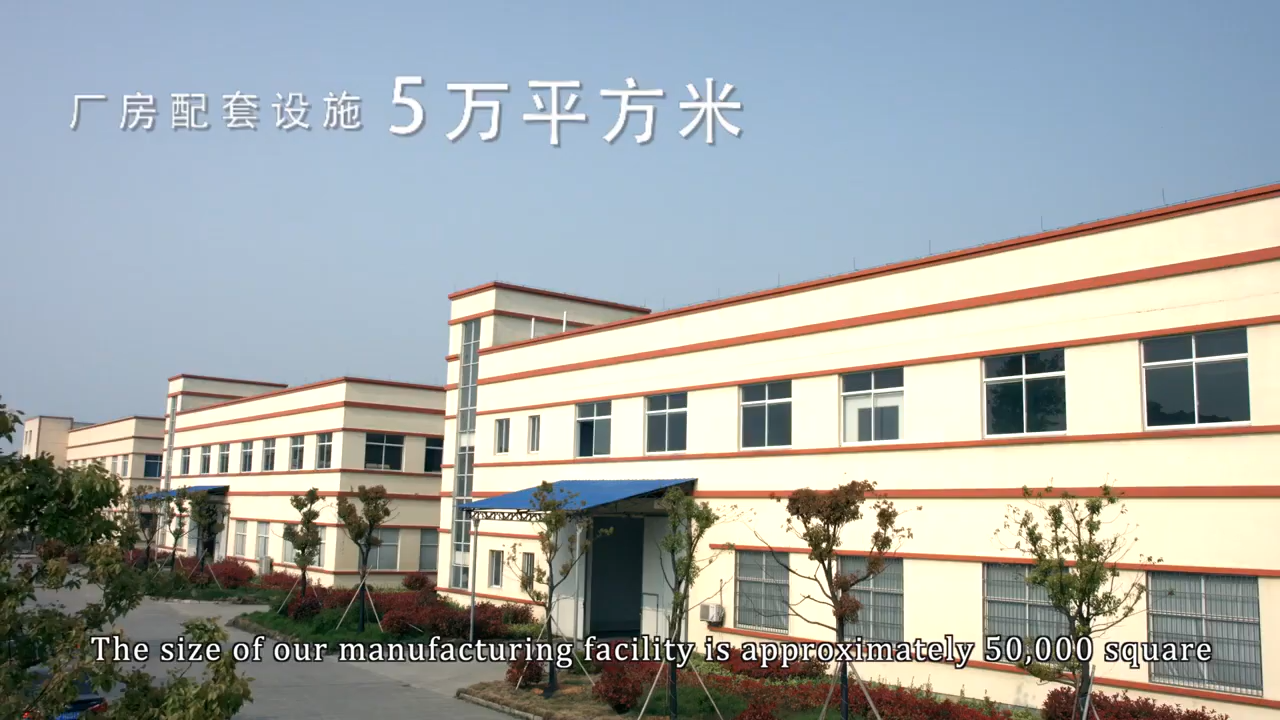 厂房配套设施 5万平方米
The size of our manufacturing facility is approximately 50,000 square